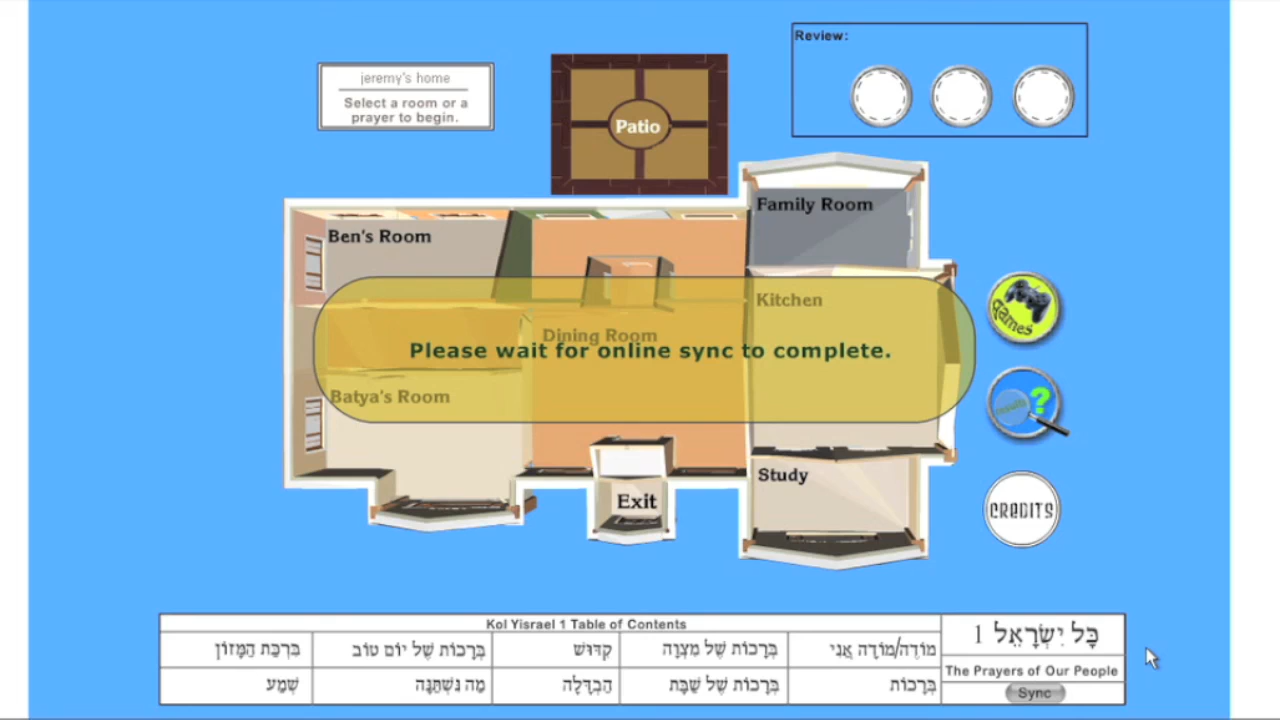 jeremy's home
Select a room or a
prayer to begin.
Patio
Review:
Family Room
Ben's Room
Kitchen
Dining Room
Please wait for online sync to complete.
Batya's Room
Study
Exit
games
results
?
CREDITS
Kol Yisrael 1 Table of Contents
כָּל יִשְׂרָאֵל 1
The Prayers of Our People
Sync
מוֹדֶה/מוֹדָה אֲנִי
בְּרָכוֹת שֶׁל מִצְוָה
קִדּוּשׁ
בְּרָכוֹת שֶׁל יוֹם טוֹב
בִּרְכַּת הַמָּזוֹן
בְּרָכוֹת
בְּרָכוֹת שֶׁל שַׁבָּת
הַבְדָּלָה
מַה נִּשְׁתַּנָּה
שְׁמַע